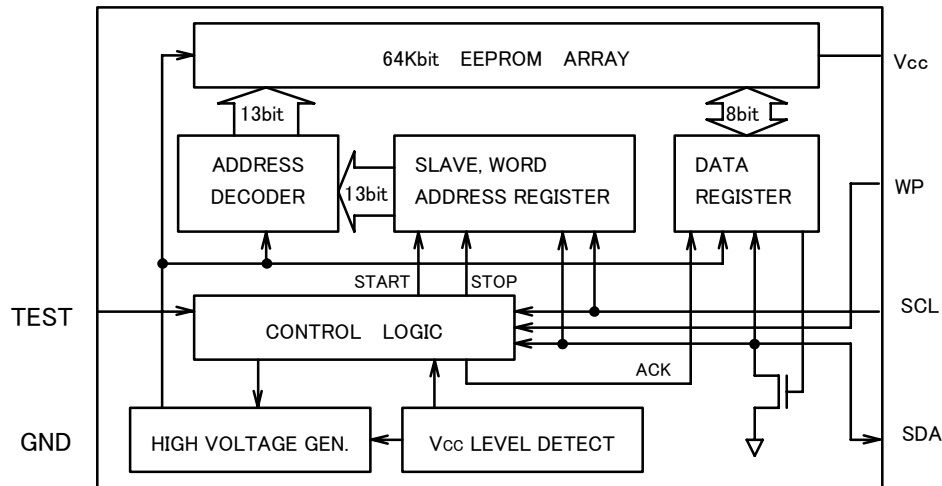 64Kbit EEPROM ARRAY
Vcc
13bit
8bit
ADDRESS
DECODER
13bit
SLAVE, WORD
ADDRESS REGISTER
DATA
REGISTER
WP
START
STOP
TEST
CONTROL LOGIC
SCL
ACK
GND
HIGH VOLTAGE GEN.
Vcc LEVEL DETECT
SDA